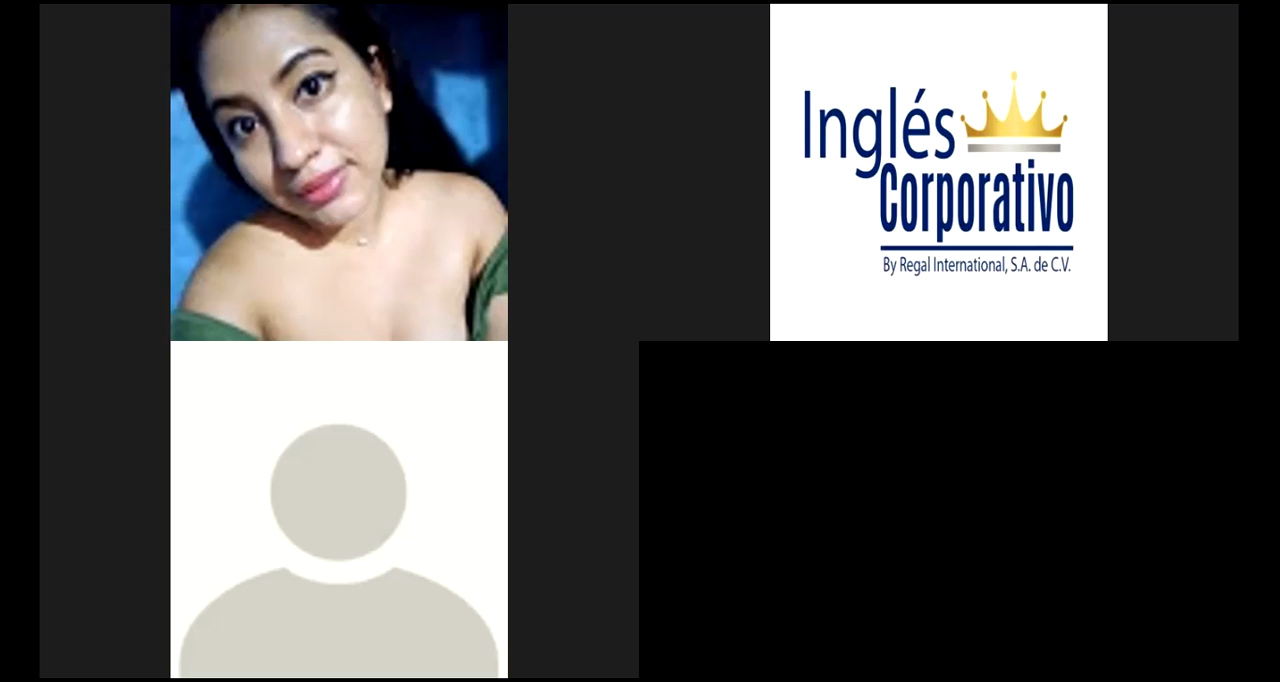 Inglés
Corporativo
By Regal International, S.A. de C.V.